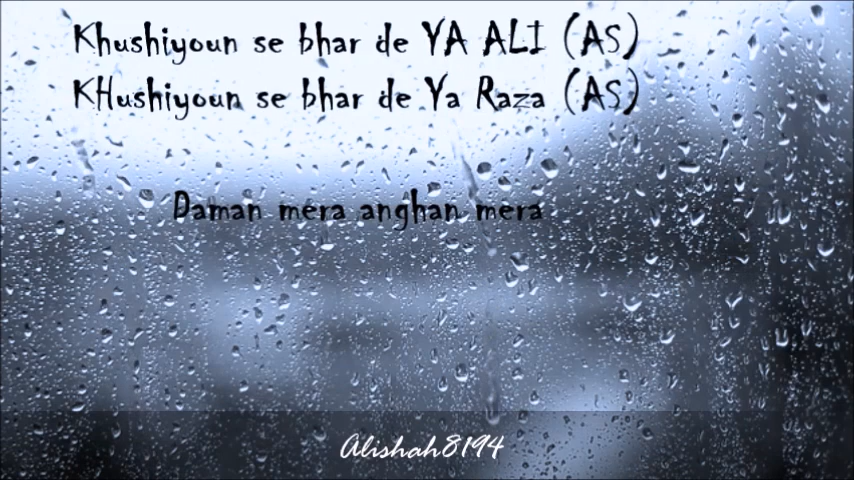 Khushiyoun se bhar de YA ALI (AS)
KHushiyoun se bhar de Ya Raza (AS)
Daman mera anghan mera
Alishah8194